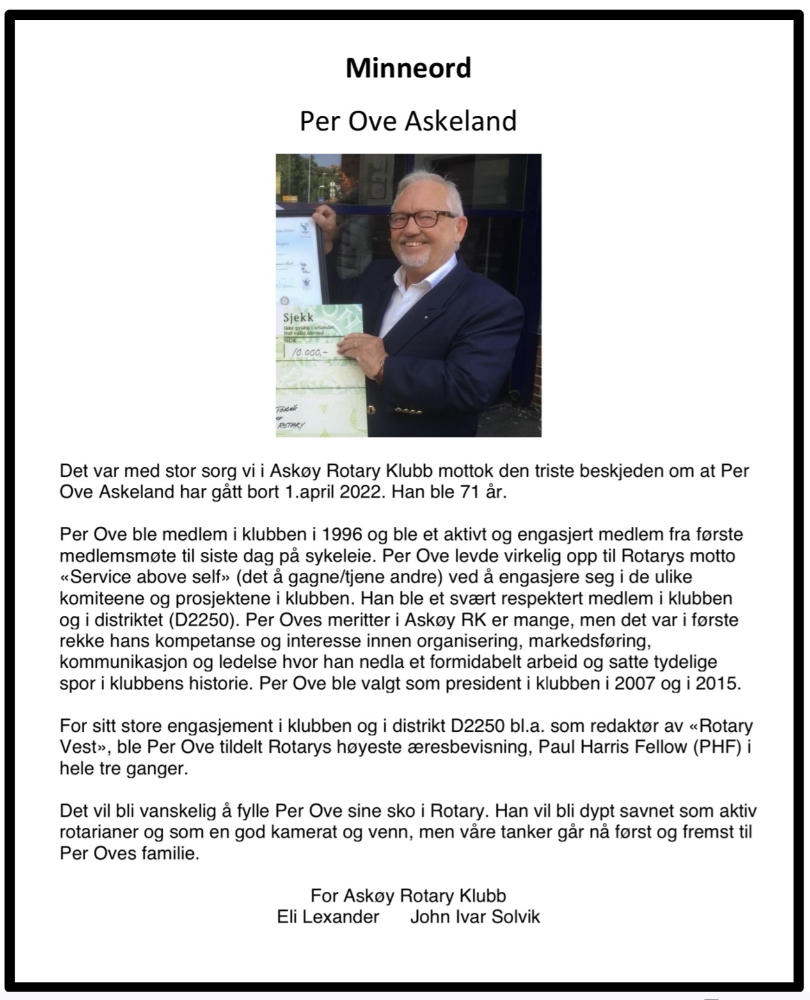 Minneord
Per Ove Askeland
Sjekk
Ikke gyldig i utlandet
Not valid abroad
NOK
10.000,-
ROTARY
Det var med stor sorg vi i Askøy Rotary Klubb mottok den triste beskjeden om at Per
Ove Askeland har gått bort 1.april 2022. Han ble 71 år.
Per Ove ble medlem i klubben i 1996 og ble et aktivt og engasjert medlem fra første
medlemsmøte til siste dag på sykeleie. Per Ove levde virkelig opp til Rotarys motto
«Service above self» (det å gagne/tjene andre) ved å engasjere seg i de ulike
komiteene og prosjektene i klubben. Han ble et svært respektert medlem i klubben
og i distriktet (D2250). Per Oves meritter i Askøy RK er mange, men det var i første
rekke hans kompetanse og interesse innen organisering, markedsføring,
kommunikasjon og ledelse hvor han nedla et formidabelt arbeid og satte tydelige
spor i klubbens historie. Per Ove ble valgt som president i klubben i 2007 og i 2015.
For sitt store engasjement i klubben og i distrikt D2250 bl.a. som redaktør av «Rotary
Vest», ble Per Ove tildelt Rotarys høyeste æresbevisning, Paul Harris Fellow (PHF) i
hele tre ganger.
Det vil bli vanskelig å fylle Per Ove sine sko i Rotary. Han vil bli dypt savnet som aktiv
rotarianer og som en god kamerat og venn, men våre tanker går nå først og fremst til
Per Oves familie.
For Askøy Rotary Klubb
Eli Lexander John Ivar Solvik